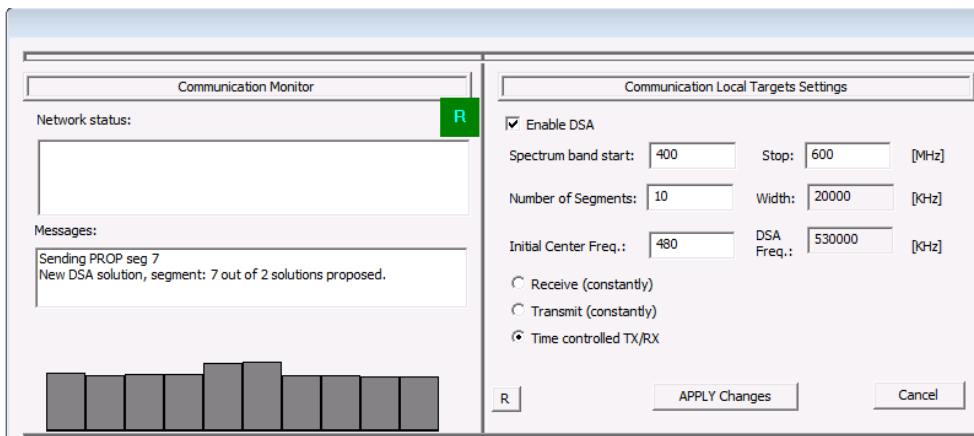 Communication Monitor
R
Network status:
Messages:
Sending PROP seg 7
New DSA solution, segment: 7 out of 2 solutions proposed.
Communication Local Targets Settings
Enable DSA
Spectrum band start: 400 Stop: 600 [MHz]
Number of Segments: 10 Width: 20000 [KHz]
Initial Center Freq.: 480 DSA Freq.: 530000 [KHz]
Receive (constantly)
Transmit (constantly)
Time controlled TX/RX
R APPLY Changes Cancel